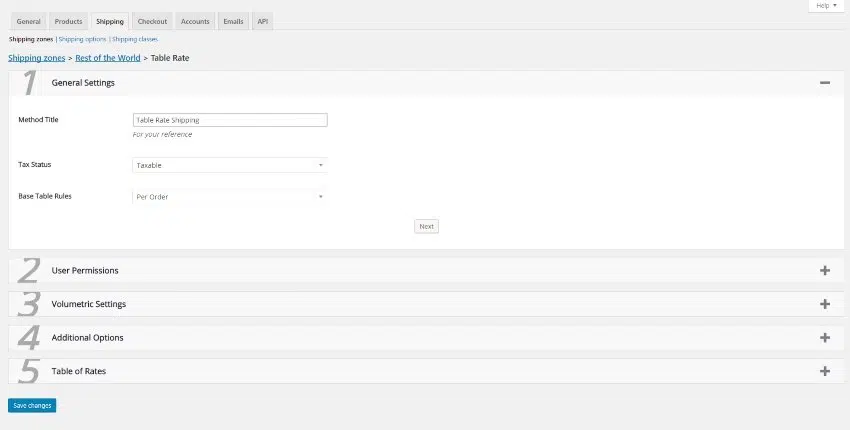 Help
General Products Shipping Checkout Accounts Emails API
Shipping zones | Shipping options | Shipping classes
Shipping zones > Rest of the World > Table Rate
1 General Settings
Method Title Table Rate Shipping
For your reference
Tax Status Taxable
Base Table Rules Per Order
Next
2 User Permissions
3 Volumetric Settings
4 Additional Options
5 Table of Rates
Save changes